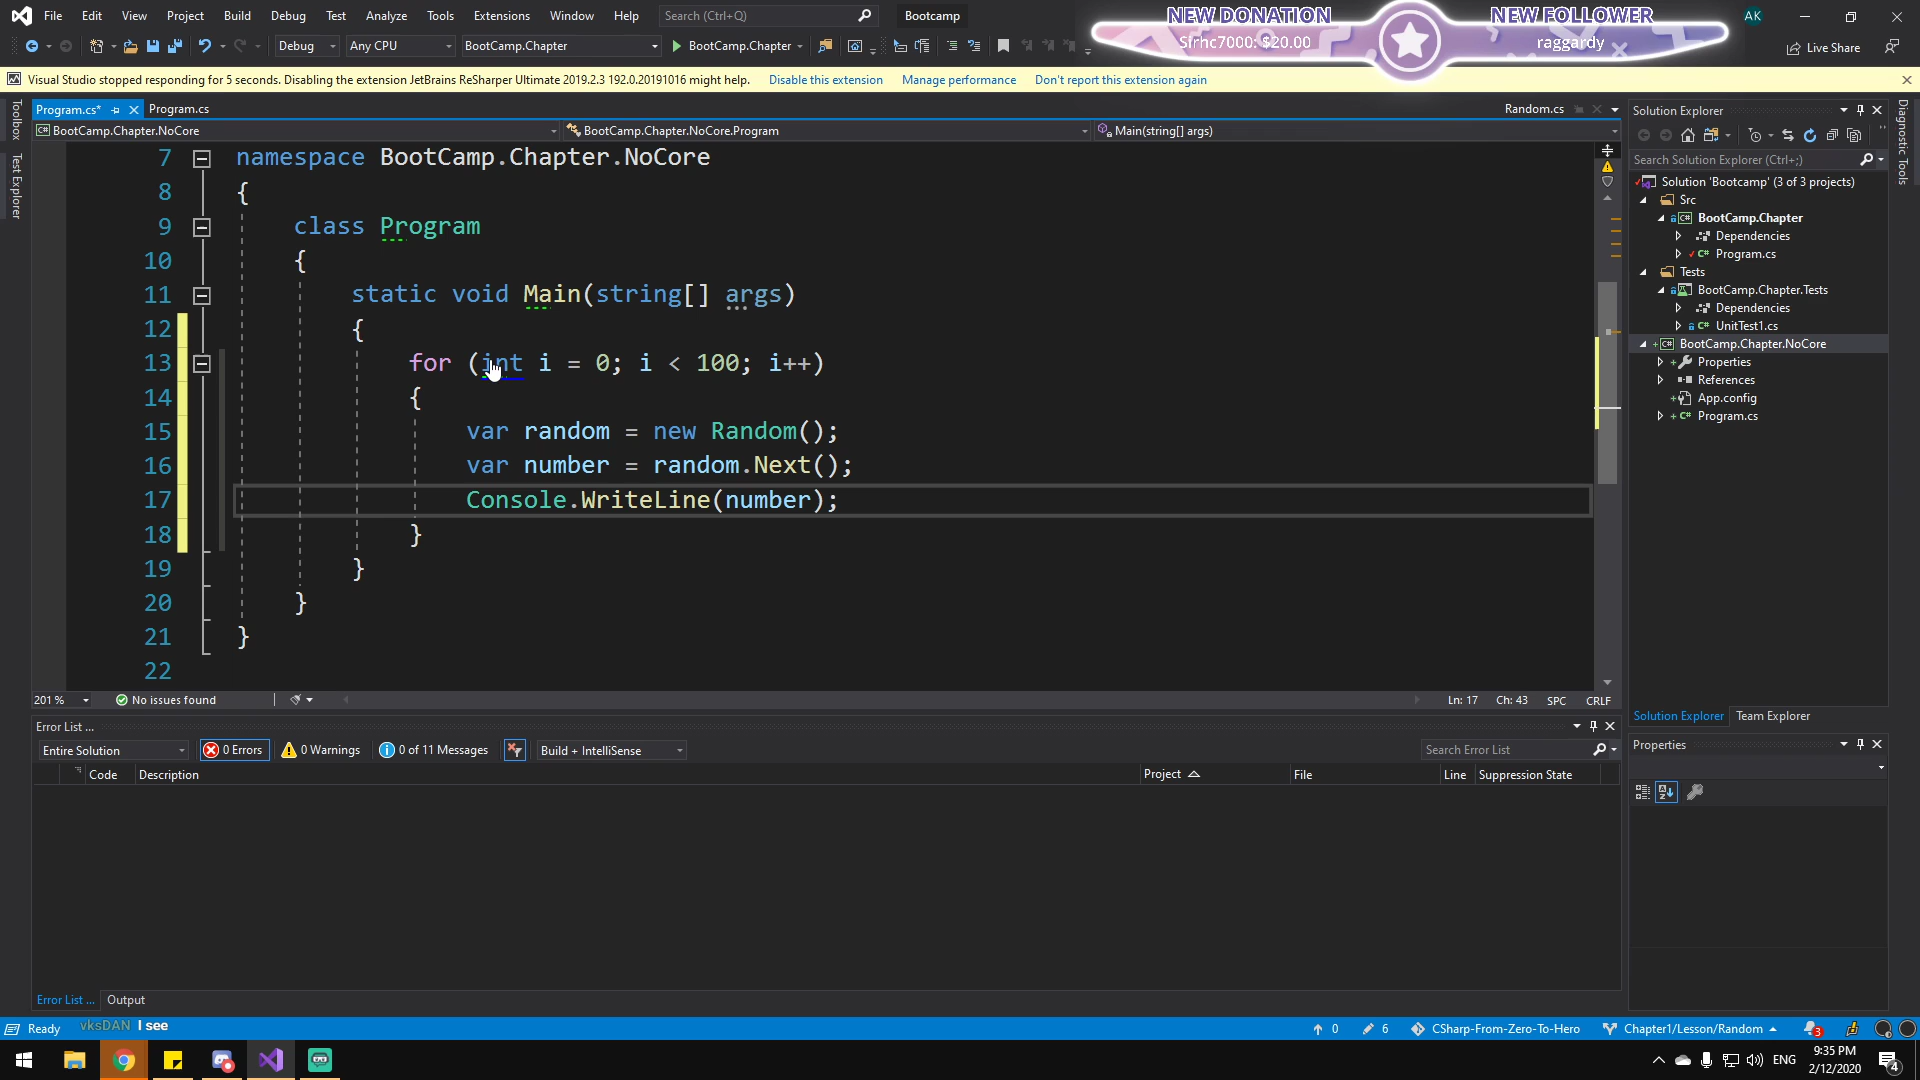 File Edit View Project Build Debug Test Analyze Tools Extensions Window Help Search (Ctrl+Q) Bootcamp AK
NEW DONATION NEW FOLLOWER
Sirhc7000: $20.00 raggardy
Debug Any CPU BootCamp.Chapter BootCamp.Chapter Live Share
Visual Studio stopped responding for 5 seconds. Disabling the extension JetBrains ReSharper Ultimate 2019.2.3 192.0.20191016 might help. Disable this extension Manage performance Don't report this extension again
Toolbox
Test Explorer
Program.cs* Program.cs Random.cs
BootCamp.Chapter.NoCore BootCamp.Chapter.NoCore.Program Main(string[] args)
7 namespace BootCamp.Chapter.NoCore
8 {
9 class Program
10 {
11 static void Main(string[] args)
12 {
13 for (int i = 0; i < 100; i++)
14 {
15 var random = new Random();
16 var number = random.Next();
17 Console.WriteLine(number);
18 }
19 }
20 }
21 }
22
201 % No issues found Ln: 17 Ch: 43 SPC CRLF
Error List ...
Entire Solution 0 Errors 0 Warnings 0 of 11 Messages Build + IntelliSense Search Error List
Code Description Project File Line Suppression State
Error List ... Output
Solution Explorer
Search Solution Explorer (Ctrl+;)
Solution 'Bootcamp' (3 of 3 projects)
Src
BootCamp.Chapter
Dependencies
Program.cs
Tests
BootCamp.Chapter.Tests
Dependencies
UnitTest1.cs
BootCamp.Chapter.NoCore
Properties
References
App.config
Program.cs
Solution Explorer Team Explorer
Properties
Diagnostic Tools
Ready vksDAN I see 0 6 CSharp-From-Zero-To-Hero Chapter1/Lesson/Random 3
ENG 9:35 PM
2/12/2020 4